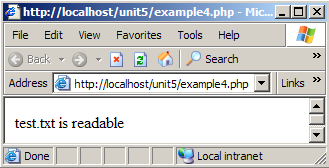 http://localhost/unit5/example4.php - Mic...
File Edit View Favorites Tools Help
Back Search
Address http://localhost/unit5/example4.php Links »
test.txt is readable
Done Local intranet